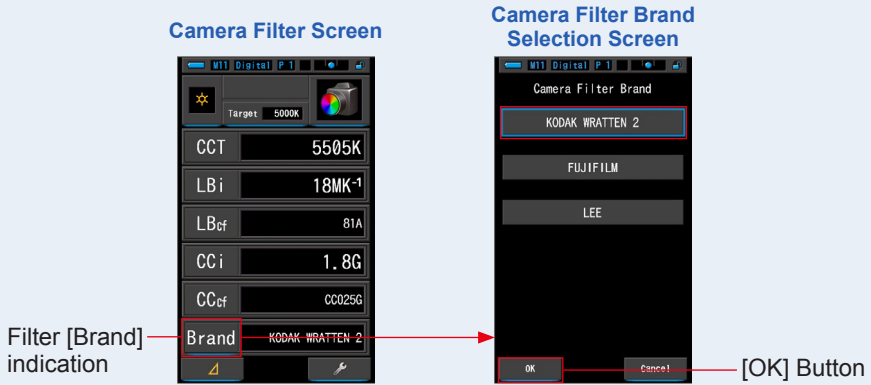 Camera Filter Screen
Camera Filter Brand
Selection Screen
M11 Digital P 1
Target 5000K
CCT 5505K
LBi 18MK-1
LBcf 81A
CCi 1.8G
CCcf CC025G
Brand KODAK WRATTEN 2
M11 Digital P 1
Camera Filter Brand
KODAK WRATTEN 2
FUJIFILM
LEE
OK Cancel
Filter [Brand]
indication
[OK] Button